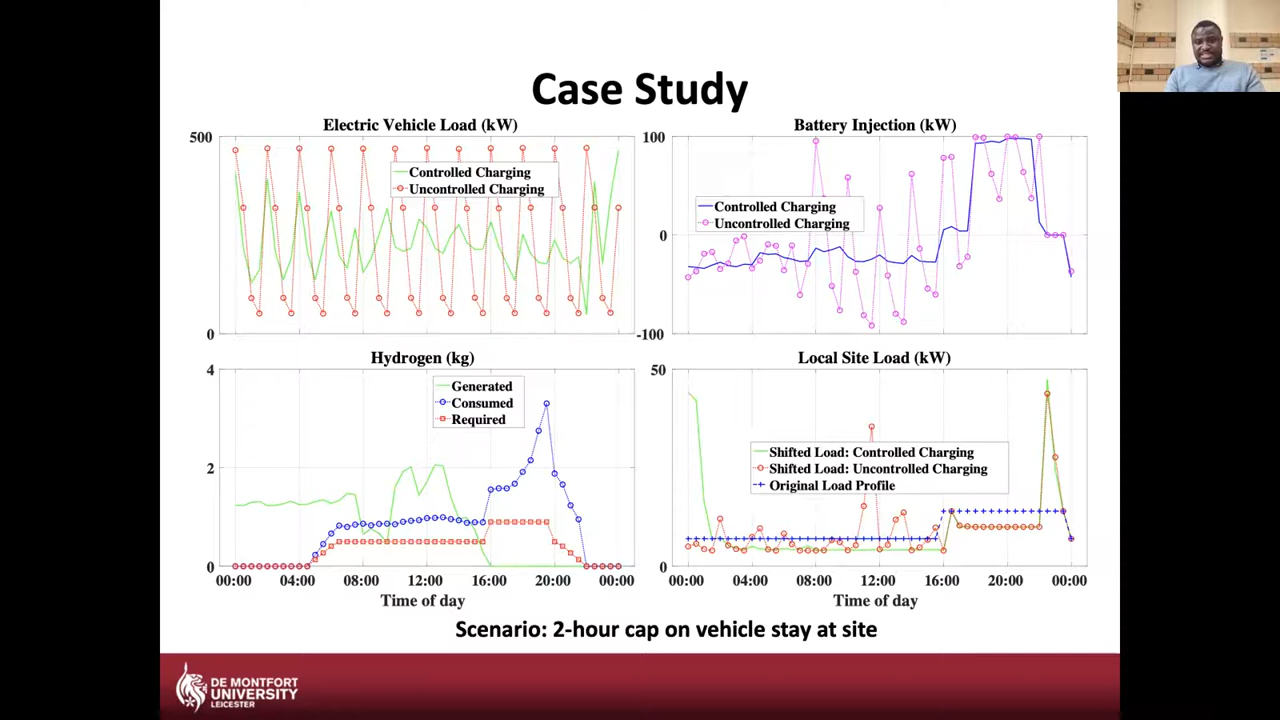 Case Study
Electric Vehicle Load (kW)
500
0
Controlled Charging
Uncontrolled Charging
Battery Injection (kW)
100
0
-100
Controlled Charging
Uncontrolled Charging
Hydrogen (kg)
4
2
0
Generated
Consumed
Required
00:00 04:00 08:00 12:00 16:00 20:00 00:00
Time of day
Local Site Load (kW)
50
0
Shifted Load: Controlled Charging
Shifted Load: Uncontrolled Charging
Original Load Profile
00:00 04:00 08:00 12:00 16:00 20:00 00:00
Time of day
Scenario: 2-hour cap on vehicle stay at site
DE MONTFORT
UNIVERSITY
LEICESTER